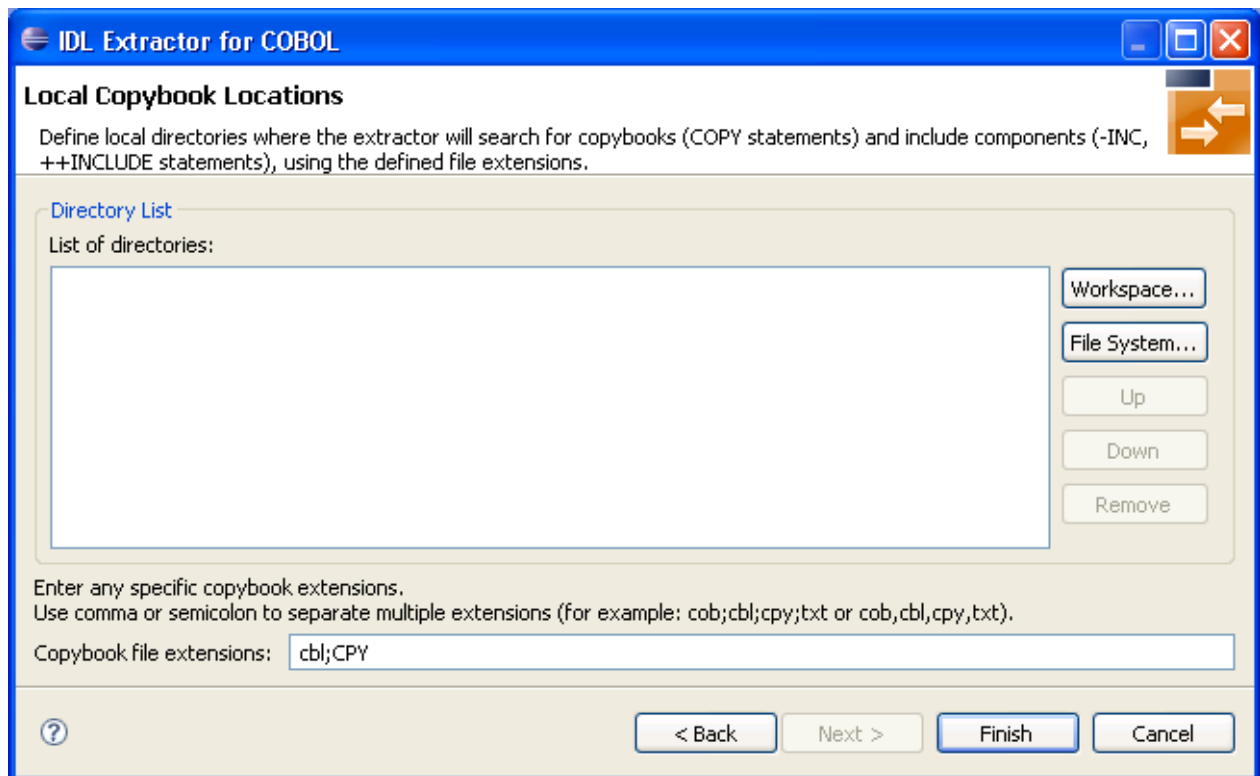 IDL Extractor for COBOL
Local Copybook Locations
Define local directories where the extractor will search for copybooks (COPY statements) and include components (-INC,
++INCLUDE statements), using the defined file extensions.
Directory List
List of directories:
Workspace...
File System...
Up
Down
Remove
Enter any specific copybook extensions.
Use comma or semicolon to separate multiple extensions (for example: cob;cbl;cpy;txt or cob,cbl,cpy,txt).
Copybook file extensions: cbl;CPY
? < Back Next > Finish Cancel